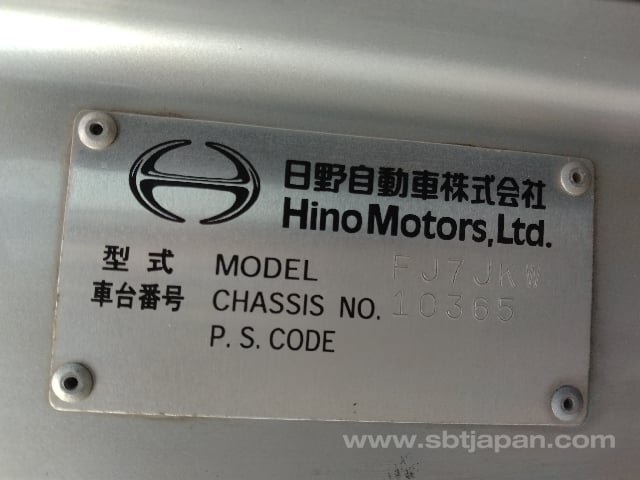 日野自動車株式会社
Hino Motors, Ltd.
型式 MODEL FJ7JKW
車台番号 CHASSIS NO. 10365
P. S. CODE
www.sbtjapan.com